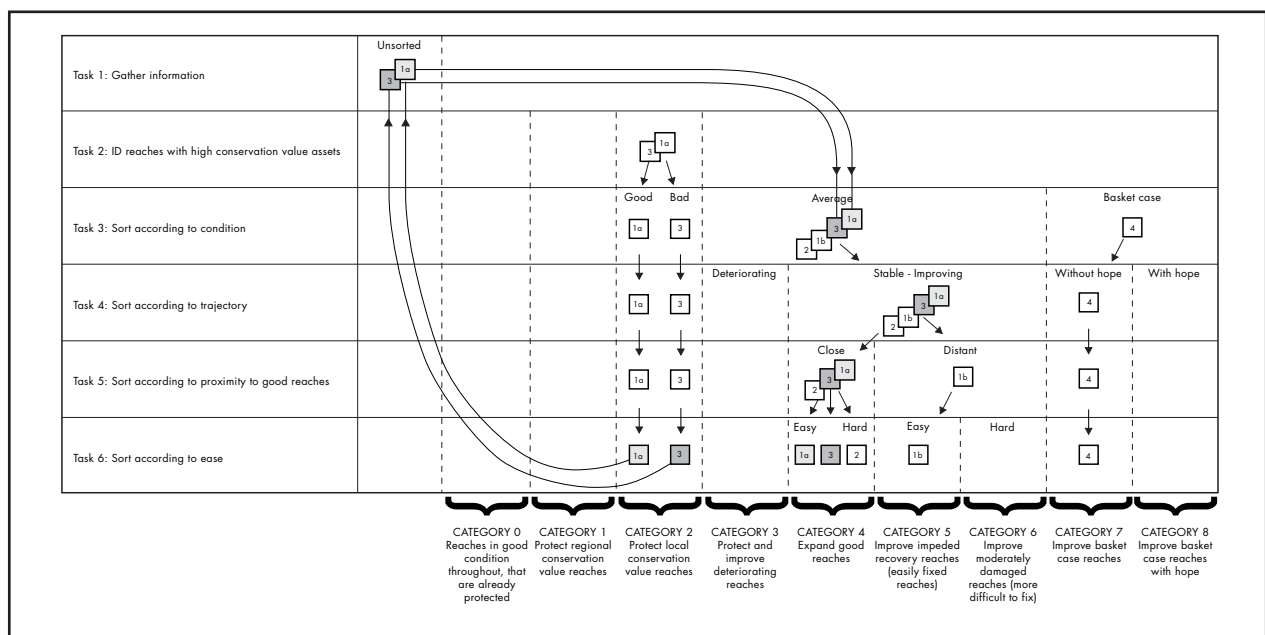 Unsorted
1a
3
Task 1: Gather information
Task 2: ID reaches with high conservation value assets
1a
3
Good Bad Average Basket case
Task 3: Sort according to condition
1a 3
1a
3
1b
2
4
Deteriorating Stable - Improving Without hope With hope
Task 4: Sort according to trajectory
1a 3
1a
3
1b
2
4
Close Distant
Task 5: Sort according to proximity to good reaches
1a 3
1a
3
2
1b
4
Easy Hard Easy Hard
Task 6: Sort according to ease
1a 3 1a 3 2 1b 4
CATEGORY 0
Reaches in good
condition
throughout, that
are already
protected
CATEGORY 1
Protect regional
conservation
value reaches
CATEGORY 2
Protect local
conservation
value reaches
CATEGORY 3
Protect and
improve
deteriorating
reaches
CATEGORY 4
Expand good
reaches
CATEGORY 5
Improve impeded
recovery reaches
(easily fixed
reaches)
CATEGORY 6
Improve
moderately
damaged
reaches (more
difficult to fix)
CATEGORY 7
Improve basket
case reaches
CATEGORY 8
Improve basket
case reaches
with hope